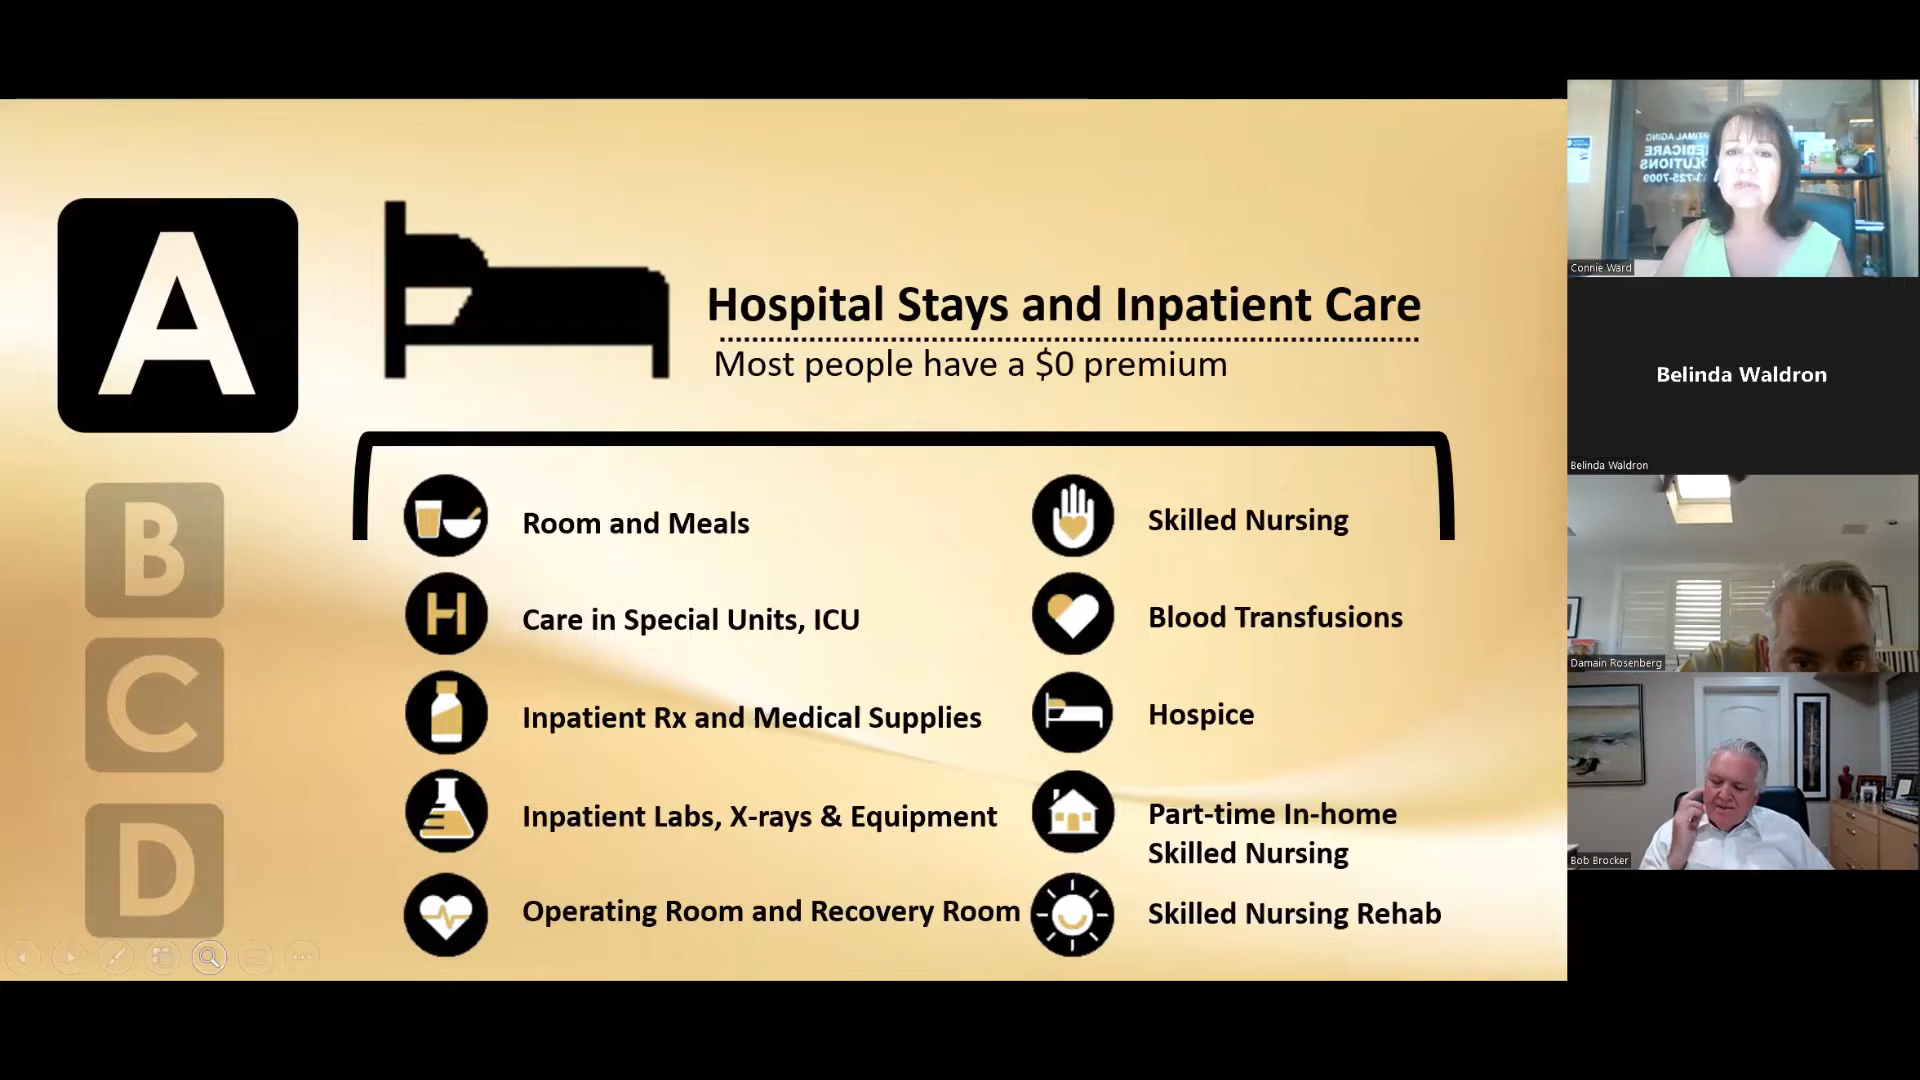 A
Hospital Stays and Inpatient Care
Most people have a $0 premium
B
C
D
Room and Meals
H
Care in Special Units, ICU
Inpatient Rx and Medical Supplies
Inpatient Labs, X-rays & Equipment
Operating Room and Recovery Room
Skilled Nursing
Blood Transfusions
Hospice
Part-time In-home
Skilled Nursing
Skilled Nursing Rehab
Connie Ward
Belinda Waldron
Belinda Waldron
Damain Rosenberg
Bob Brocker